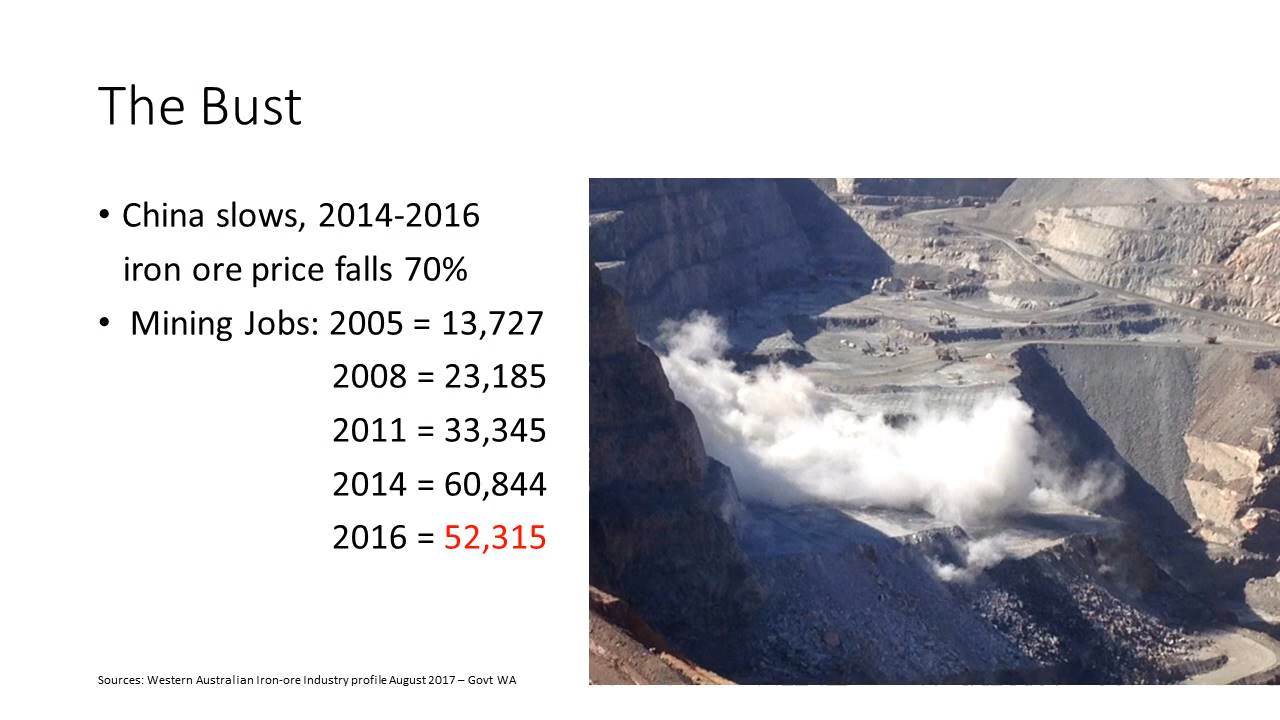 The Bust
• China slows, 2014-2016
iron ore price falls 70%
• Mining Jobs: 2005 = 13,727
2008 = 23,185
2011 = 33,345
2014 = 60,844
2016 = 52,315
Sources: Western Australian Iron-ore Industry profile August 2017 – Govt WA